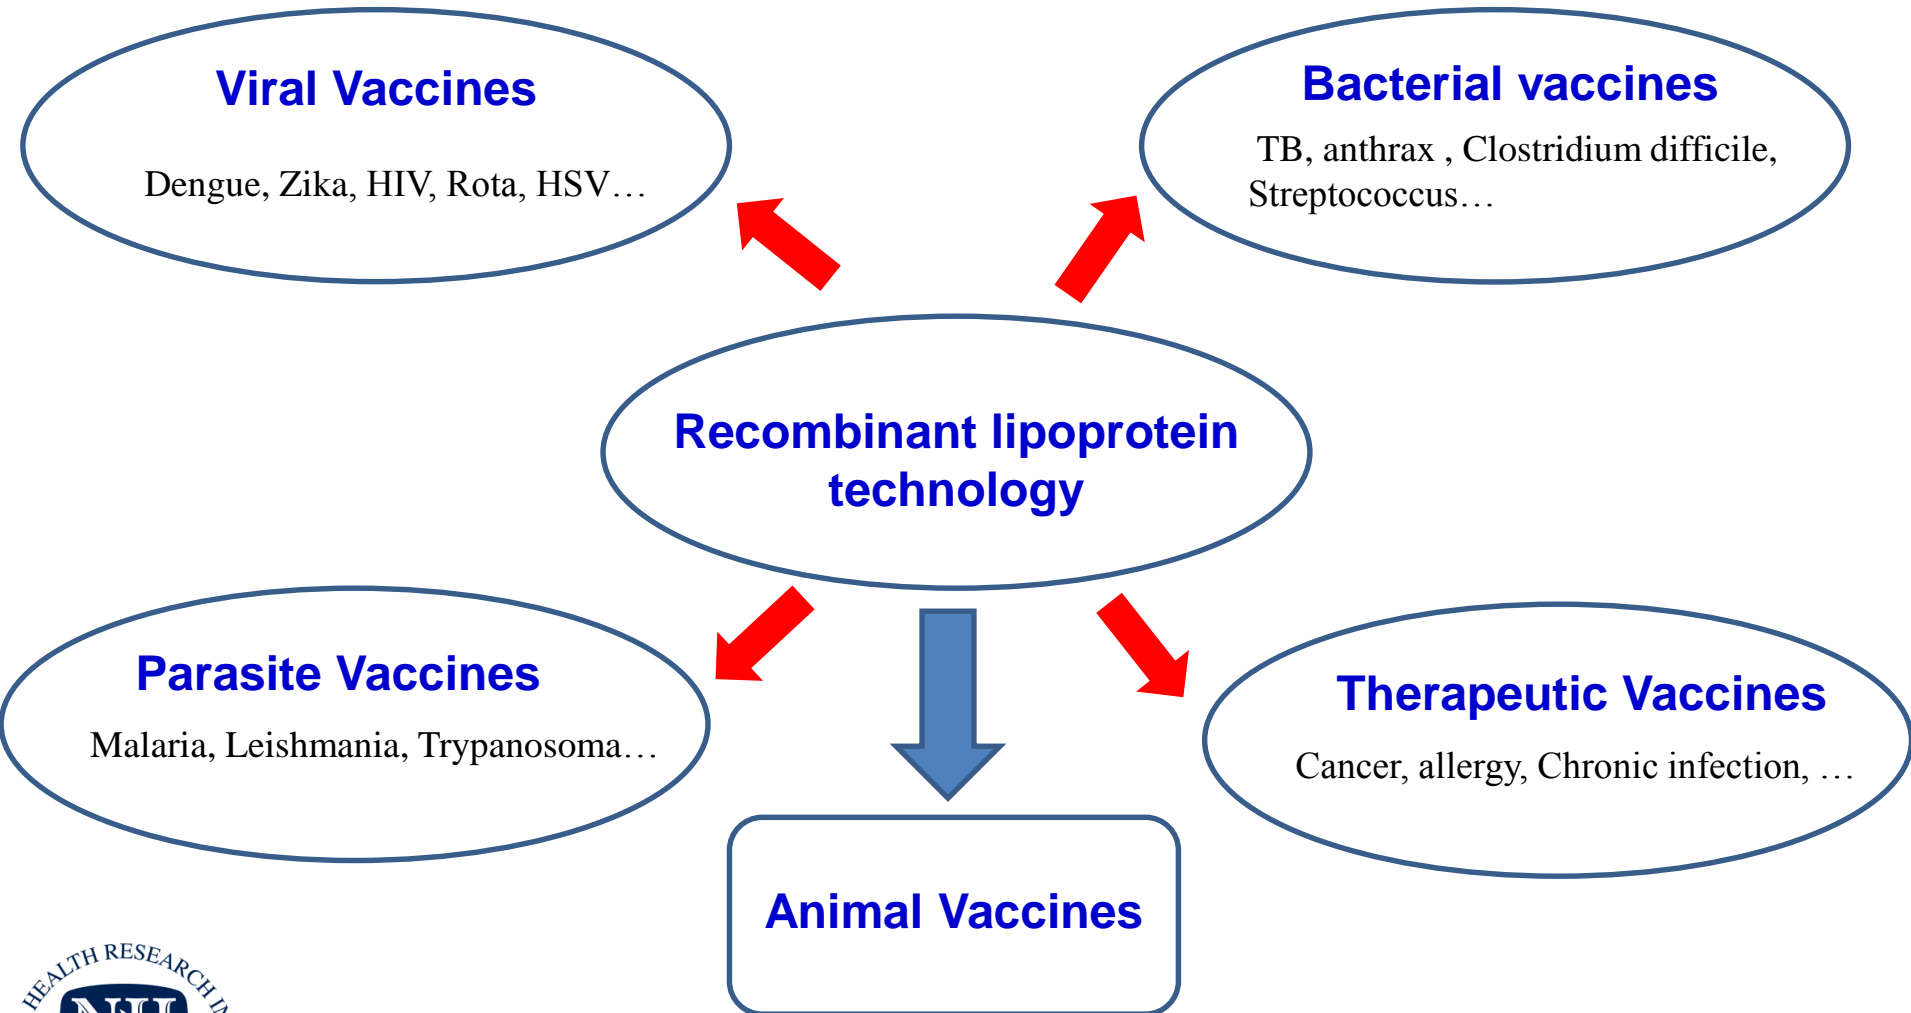 Viral Vaccines
Dengue, Zika, HIV, Rota, HSV…
Bacterial vaccines
TB, anthrax , Clostridium difficile,
Streptococcus…
Recombinant lipoprotein
technology
Parasite Vaccines
Malaria, Leishmania, Trypanosoma…
Therapeutic Vaccines
Cancer, allergy, Chronic infection, …
Animal Vaccines
HEALTH RESEARCH